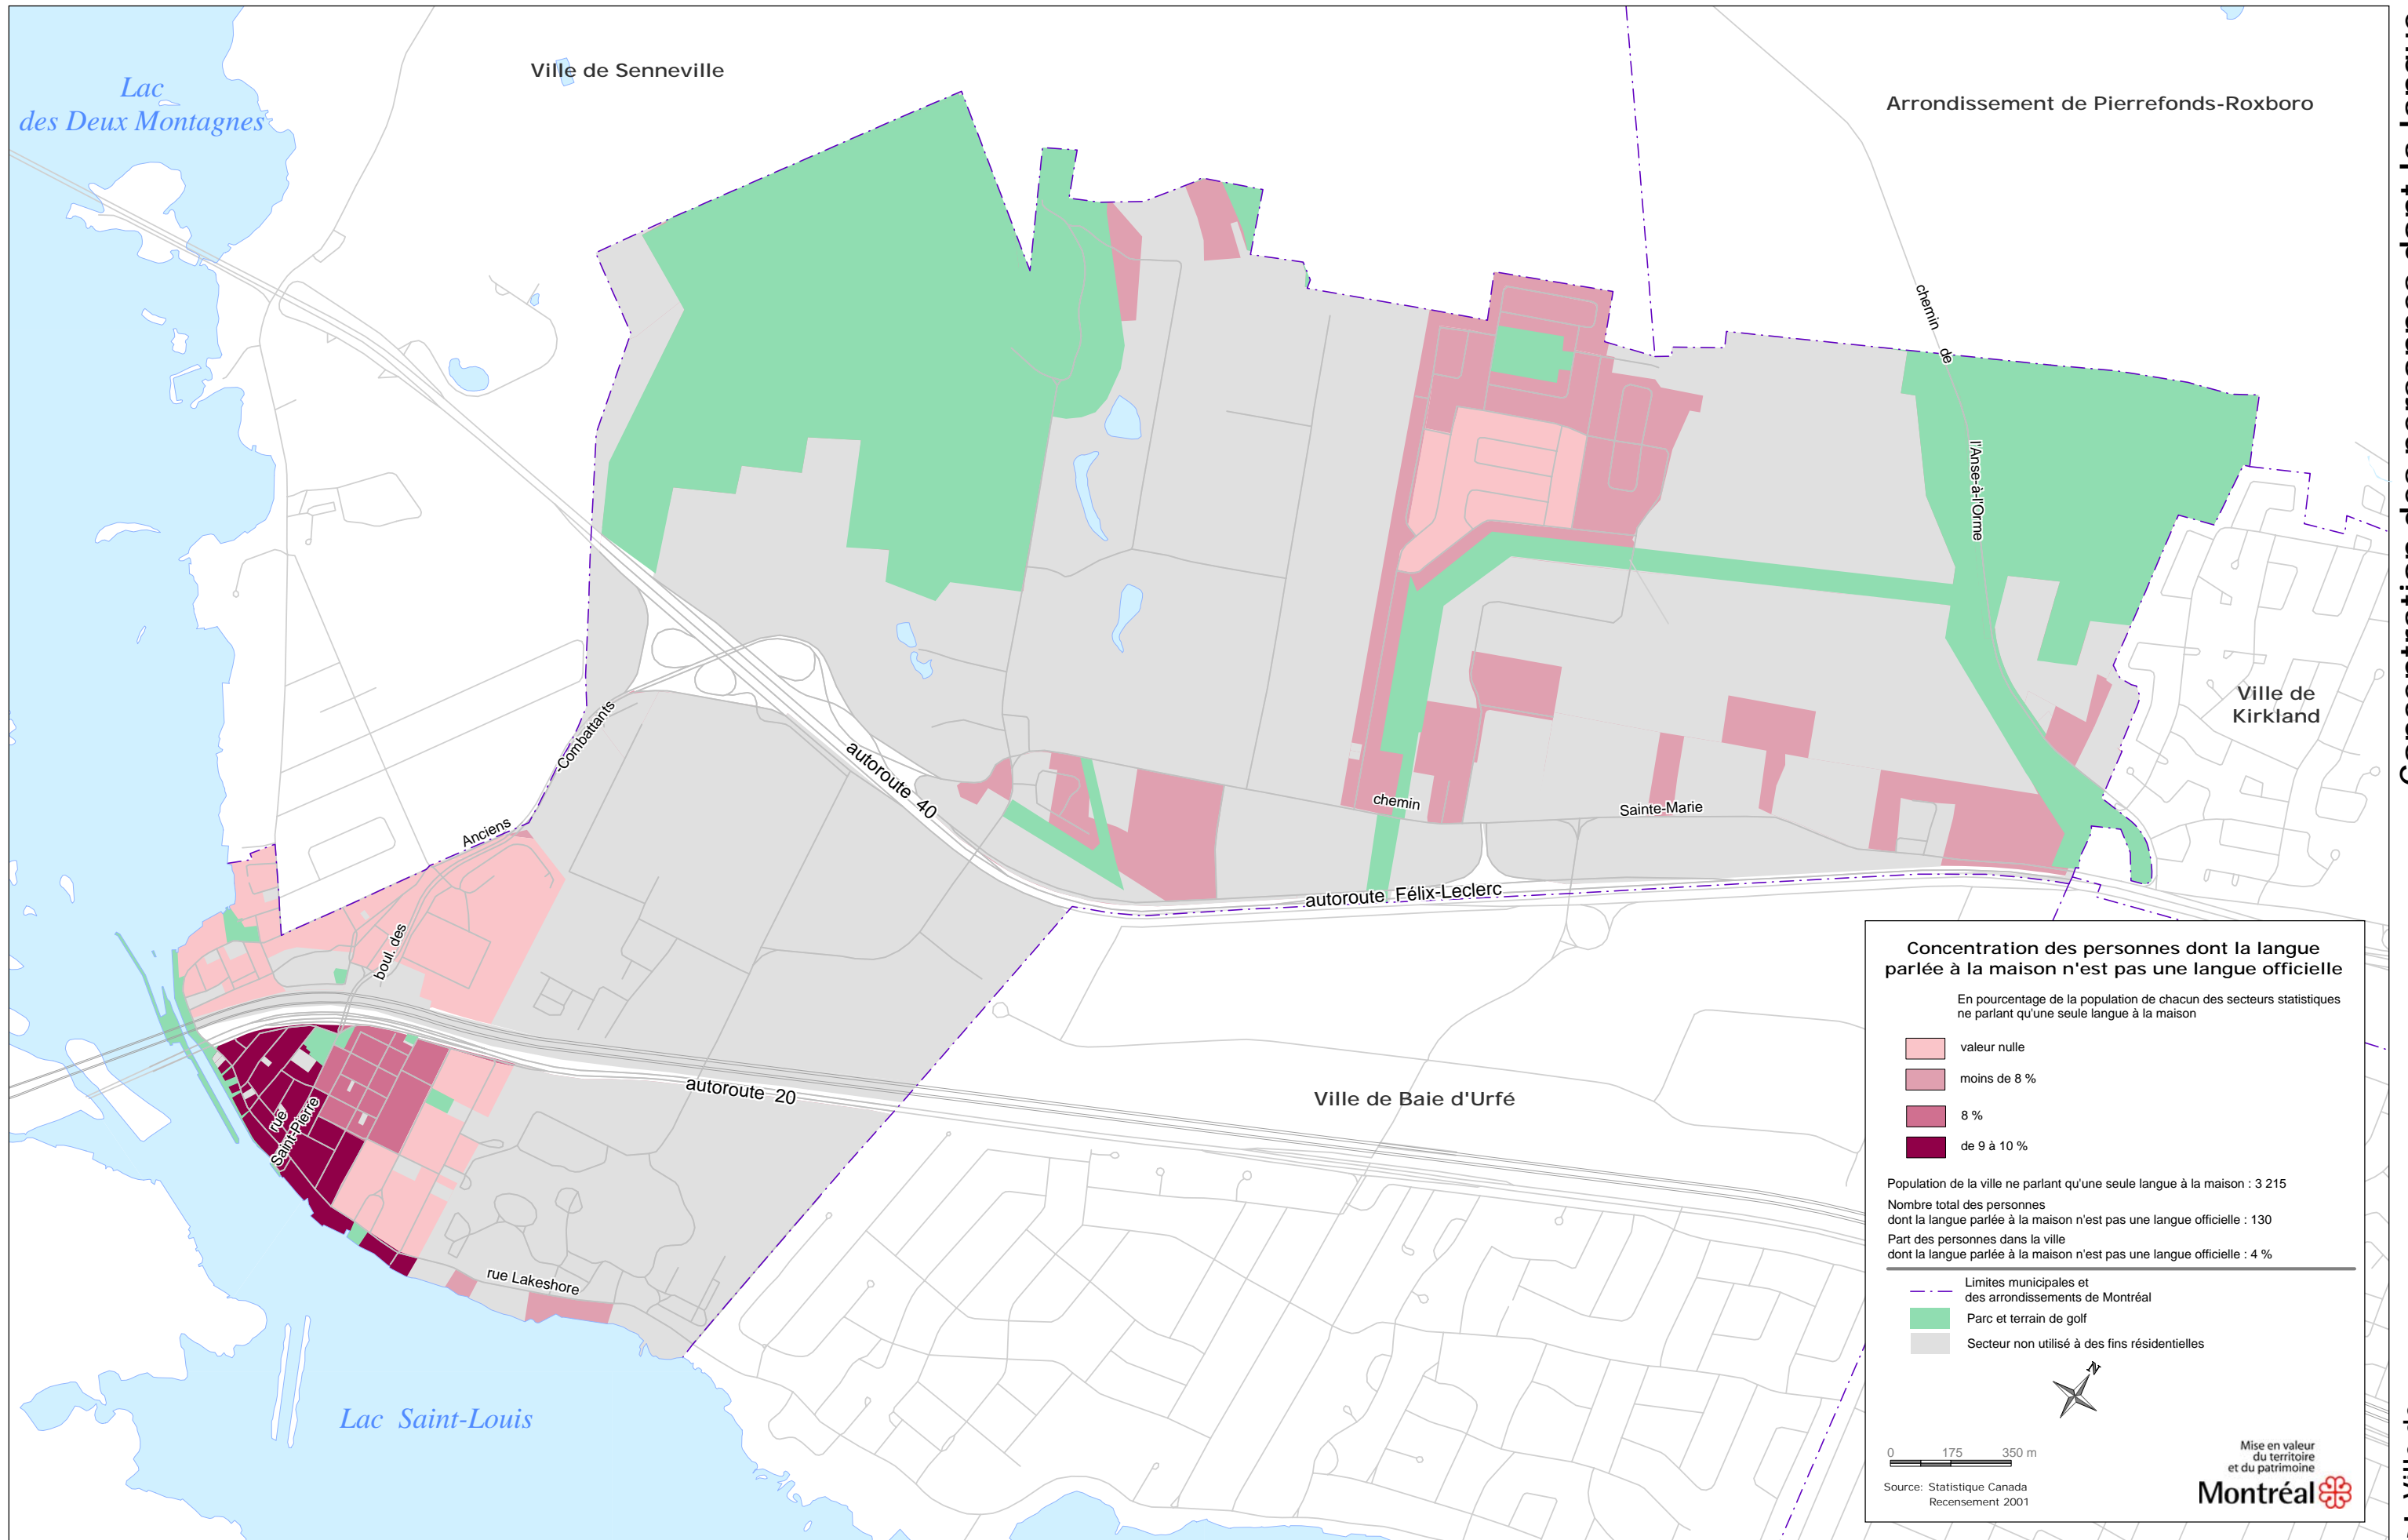 Ville de Senneville
Arrondissement de Pierrefonds-Roxboro
Lac
des Deux Montagnes
chemin
de
l'Anse-à-l'Orme
Ville de
Kirkland
-Combattants
Anciens
boul. des
autoroute 40
chemin
Sainte-Marie
autoroute Félix-Leclerc
rue
Saint-Pierre
autoroute 20
Ville de Baie d'Urfé
rue Lakeshore
Lac Saint-Louis
Concentration des personnes dont la langue
parlée à la maison n'est pas une langue officielle
En pourcentage de la population de chacun des secteurs statistiques
ne parlant qu'une seule langue à la maison
valeur nulle
moins de 8 %
8 %
de 9 à 10 %
Population de la ville ne parlant qu'une seule langue à la maison : 3 215
Nombre total des personnes
dont la langue parlée à la maison n'est pas une langue officielle : 130
Part des personnes dans la ville
dont la langue parlée à la maison n'est pas une langue officielle : 4 %
Limites municipales et
des arrondissements de Montréal
Parc et terrain de golf
Secteur non utilisé à des fins résidentielles
N
0 175 350 m
Source: Statistique Canada
Recensement 2001
Mise en valeur
du territoire
et du patrimoine
Montréal